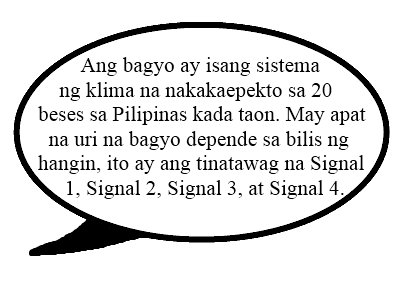 Ang bagyo ay isang sistema
ng klima na nakakaepekto sa 20
beses sa Pilipinas kada taon. May apat
na uri na bagyo depende sa bilis ng
hangin, ito ay ang tinatawag na Signal
1, Signal 2, Signal 3, at Signal 4.